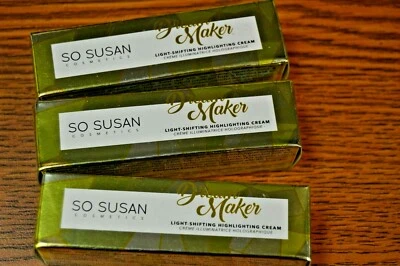 SO SUSAN
COSMETICS
Maker
LIGHT-SHIFTING HIGHLIGHTING CREAM
CRÈME ILLUMINATRICE HOLOGRAPHIQUE
SO SUSAN
COSMETICS
Maker
LIGHT-SHIFTING HIGHLIGHTING CREAM
CRÈME ILLUMINATRICE HOLOGRAPHIQUE
SO SUSAN
COSMETICS
Maker
LIGHT-SHIFTING HIGHLIGHTING CREAM
CRÈME ILLUMINATRICE HOLOGRAPHIQUE